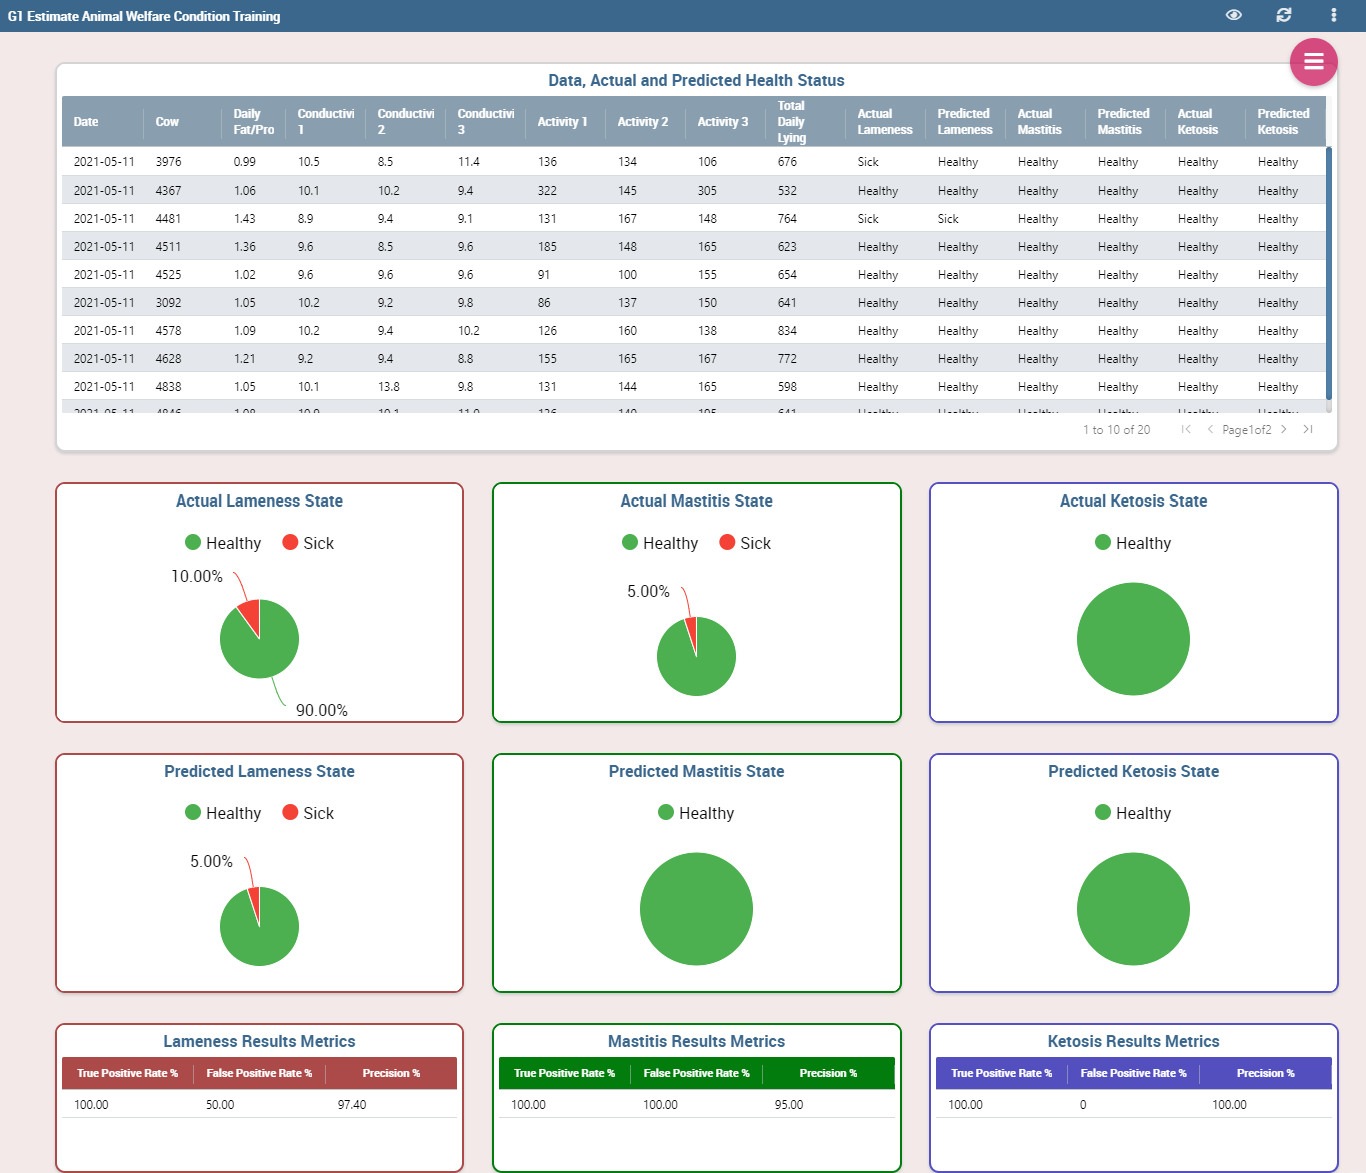 G1 Estimate Animal Welfare Condition Training
Data, Actual and Predicted Health Status
Date Cow Daily Fat/Pro Conductivi 1 Conductivi 2 Conductivi 3 Activity 1 Activity 2 Activity 3 Total Daily Lying Actual Lameness Predicted Lameness Actual Mastitis Predicted Mastitis Actual Ketosis Predicted Ketosis
2021-05-11 3976 0.99 10.5 8.5 11.4 136 134 106 676 Sick Healthy Healthy Healthy Healthy Healthy
2021-05-11 4367 1.06 10.1 10.2 9.4 322 145 305 532 Healthy Healthy Healthy Healthy Healthy Healthy
2021-05-11 4481 1.43 8.9 9.4 9.1 131 167 148 764 Sick Sick Healthy Healthy Healthy Healthy
2021-05-11 4511 1.36 9.6 8.5 9.6 185 148 165 623 Healthy Healthy Healthy Healthy Healthy Healthy
2021-05-11 4525 1.02 9.6 9.6 9.6 91 100 155 654 Healthy Healthy Healthy Healthy Healthy Healthy
2021-05-11 3092 1.05 10.2 9.2 9.8 86 137 150 641 Healthy Healthy Healthy Healthy Healthy Healthy
2021-05-11 4578 1.09 10.2 9.4 10.2 126 160 138 834 Healthy Healthy Healthy Healthy Healthy Healthy
2021-05-11 4628 1.21 9.2 9.4 8.8 155 165 167 772 Healthy Healthy Healthy Healthy Healthy Healthy
2021-05-11 4838 1.05 10.1 13.8 9.8 131 144 165 598 Healthy Healthy Healthy Healthy Healthy Healthy
1 to 10 of 20 Page1of2
Actual Lameness State
Healthy Sick
10.00%
90.00%
Actual Mastitis State
Healthy Sick
5.00%
Actual Ketosis State
Healthy
Predicted Lameness State
Healthy Sick
5.00%
Predicted Mastitis State
Healthy
Predicted Ketosis State
Healthy
Lameness Results Metrics
True Positive Rate % False Positive Rate % Precision %
100.00 50.00 97.40
Mastitis Results Metrics
True Positive Rate % False Positive Rate % Precision %
100.00 100.00 95.00
Ketosis Results Metrics
True Positive Rate % False Positive Rate % Precision %
100.00 0 100.00